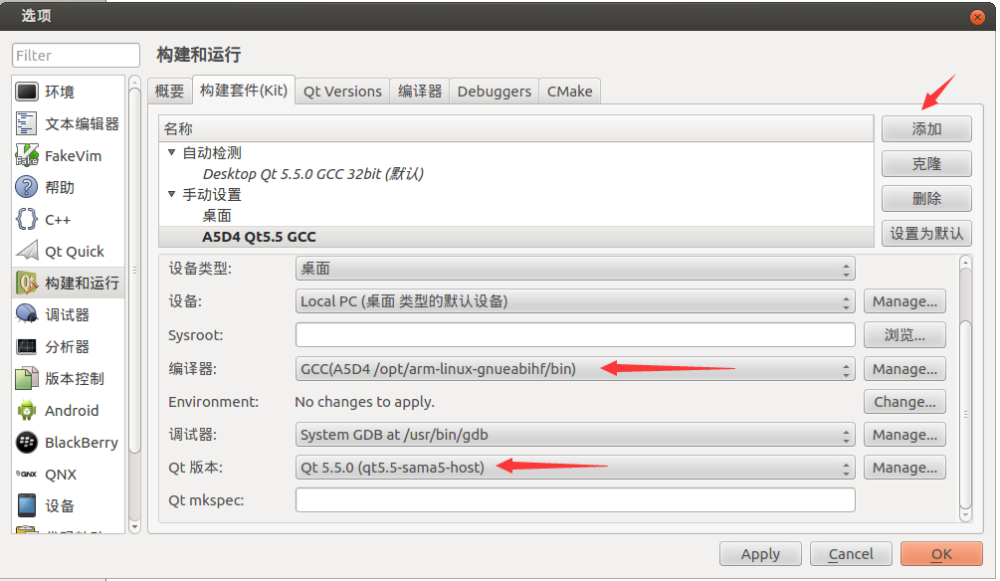 选项
Filter
环境
文本编辑器
FakeVim
帮助
C++
Qt Quick
构建和运行
调试器
分析器
版本控制
Android
BlackBerry
QNX
设备
构建和运行
概要 构建套件(Kit) Qt Versions 编译器 Debuggers CMake
名称
自动检测
Desktop Qt 5.5.0 GCC 32bit (默认)
手动设置
桌面
A5D4 Qt5.5 GCC
添加
克隆
删除
设置为默认
设备类型: 桌面
设备: Local PC (桌面 类型的默认设备) Manage...
Sysroot: 浏览...
编译器: GCC(A5D4 /opt/arm-linux-gnueabihf/bin) Manage...
Environment: No changes to apply. Change...
调试器: System GDB at /usr/bin/gdb Manage...
Qt 版本: Qt 5.5.0 (qt5.5-sama5-host) Manage...
Qt mkspec:
Apply Cancel OK